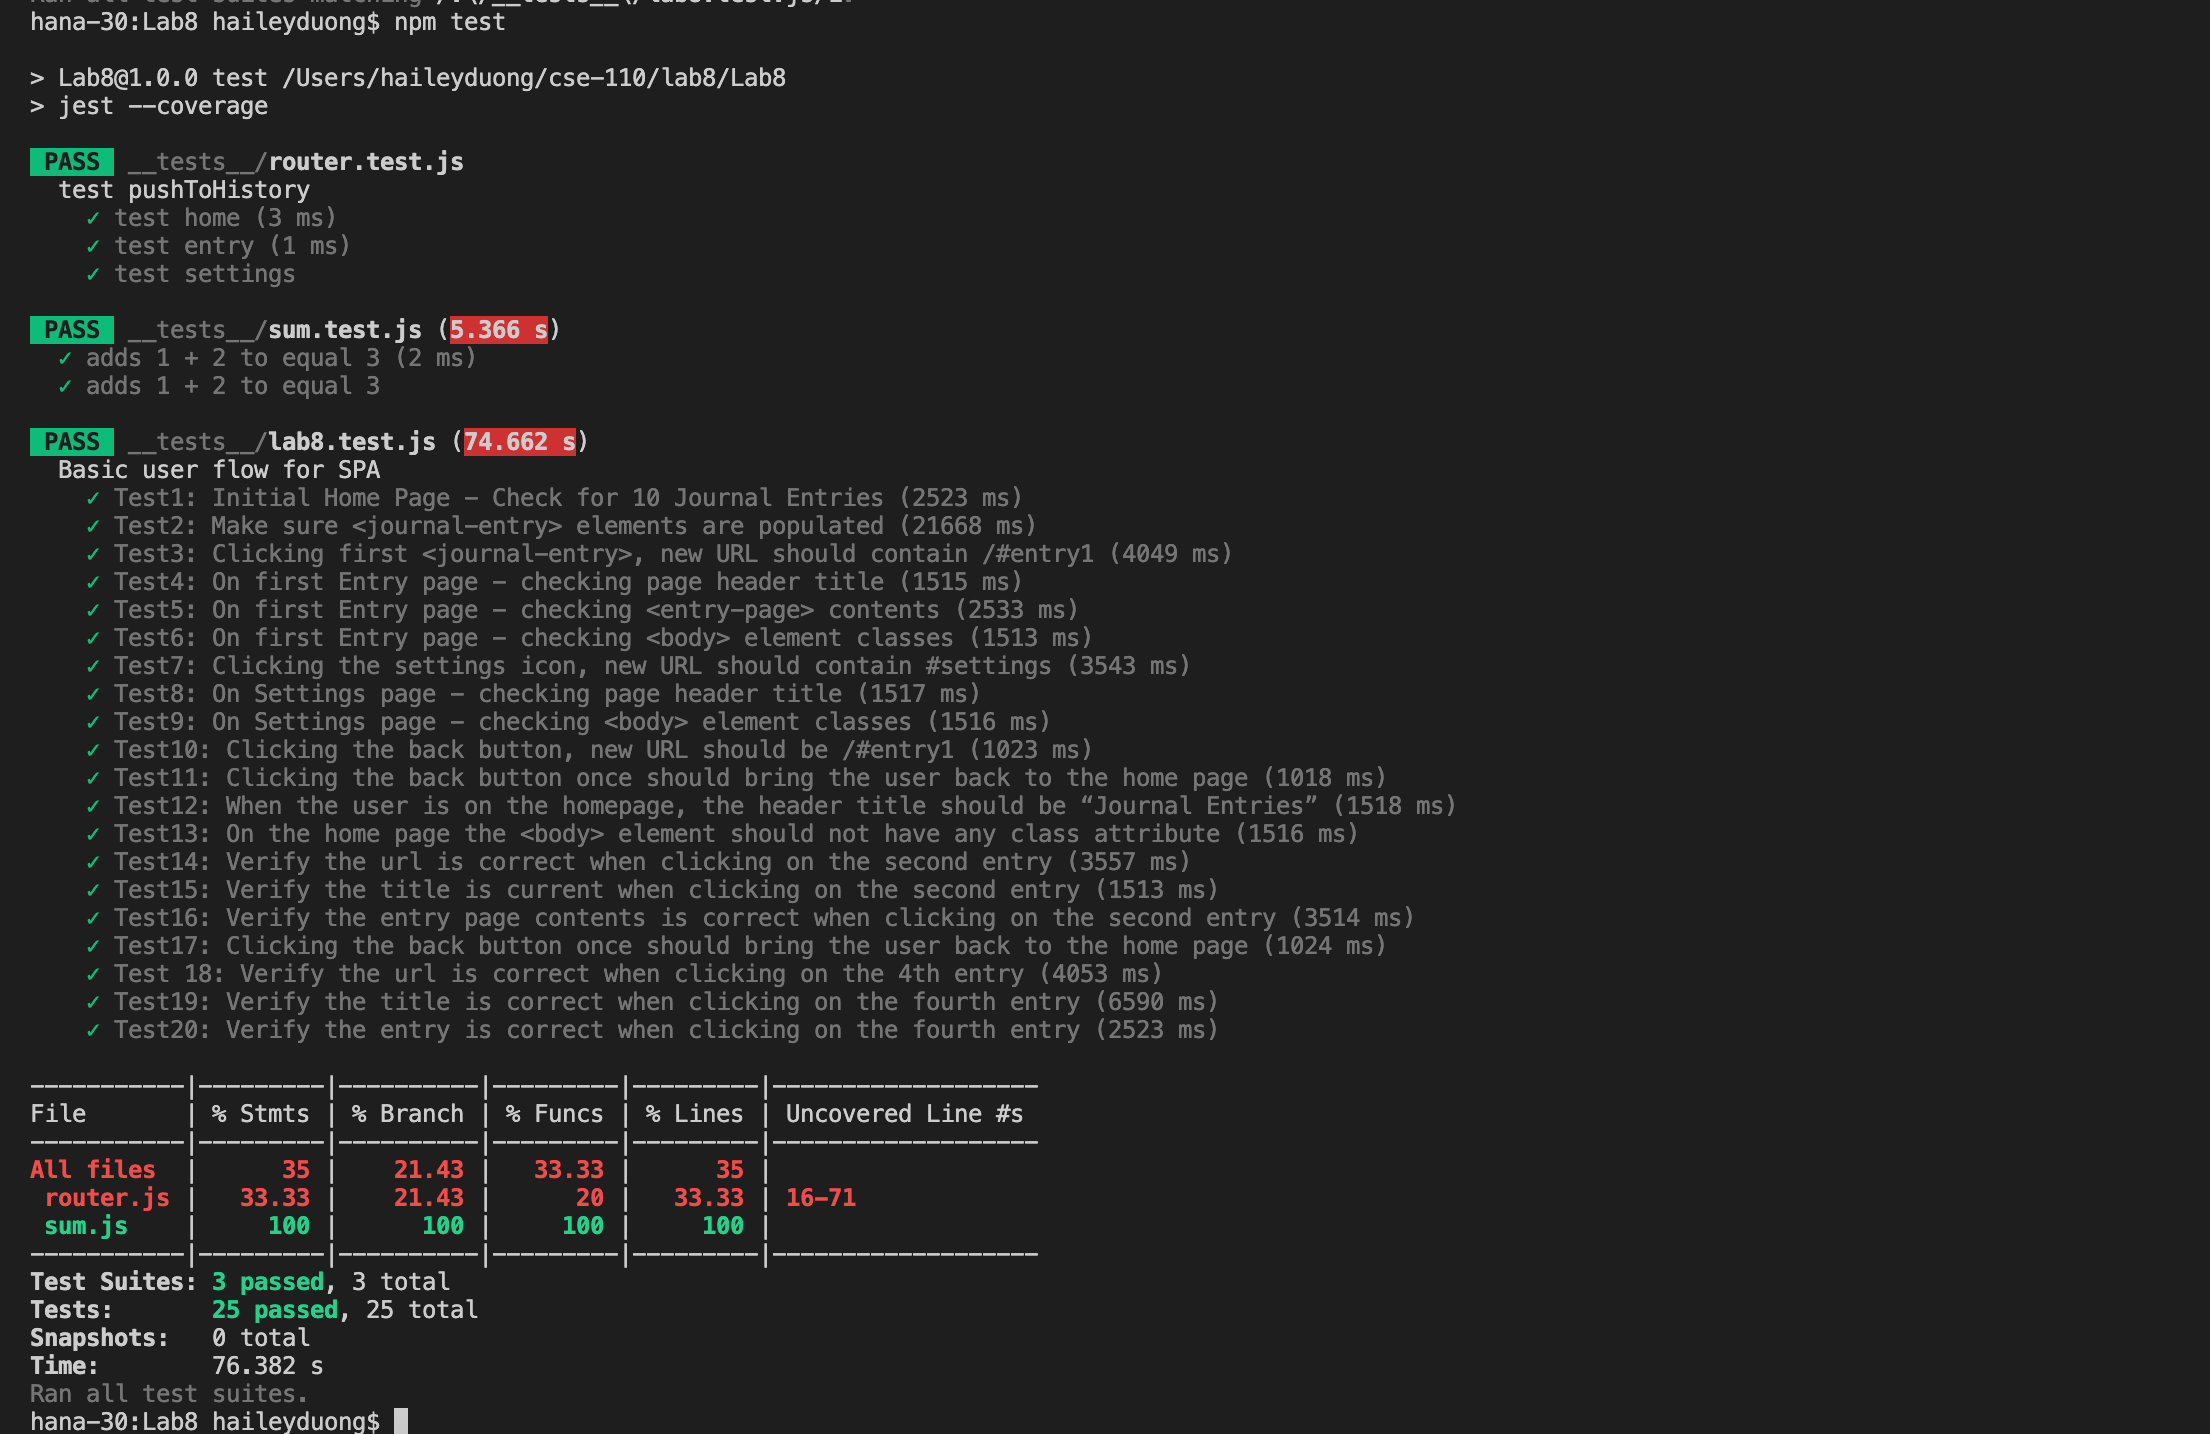 Ran all test suites matching /.\/__tests__\/lab8.test.js/i.
hana-30:Lab8 haileyduong$ npm test
> Lab8@1.0.0 test /Users/haileyduong/cse-110/lab8/Lab8
> jest --coverage
PASS __tests__/router.test.js
test pushToHistory
✓ test home (3 ms)
✓ test entry (1 ms)
✓ test settings
PASS __tests__/sum.test.js (5.366 s)
✓ adds 1 + 2 to equal 3 (2 ms)
✓ adds 1 + 2 to equal 3
PASS __tests__/lab8.test.js (74.662 s)
Basic user flow for SPA
✓ Test1: Initial Home Page - Check for 10 Journal Entries (2523 ms)
✓ Test2: Make sure <journal-entry> elements are populated (21668 ms)
✓ Test3: Clicking first <journal-entry>, new URL should contain /#entry1 (4049 ms)
✓ Test4: On first Entry page - checking page header title (1515 ms)
✓ Test5: On first Entry page - checking <entry-page> contents (2533 ms)
✓ Test6: On first Entry page - checking <body> element classes (1513 ms)
✓ Test7: Clicking the settings icon, new URL should contain #settings (3543 ms)
✓ Test8: On Settings page - checking page header title (1517 ms)
✓ Test9: On Settings page - checking <body> element classes (1516 ms)
✓ Test10: Clicking the back button, new URL should be /#entry1 (1023 ms)
✓ Test11: Clicking the back button once should bring the user back to the home page (1018 ms)
✓ Test12: When the user is on the homepage, the header title should be “Journal Entries” (1518 ms)
✓ Test13: On the home page the <body> element should not have any class attribute (1516 ms)
✓ Test14: Verify the url is correct when clicking on the second entry (3557 ms)
✓ Test15: Verify the title is current when clicking on the second entry (1513 ms)
✓ Test16: Verify the entry page contents is correct when clicking on the second entry (3514 ms)
✓ Test17: Clicking the back button once should bring the user back to the home page (1024 ms)
✓ Test 18: Verify the url is correct when clicking on the 4th entry (4053 ms)
✓ Test19: Verify the title is correct when clicking on the fourth entry (6590 ms)
✓ Test20: Verify the entry is correct when clicking on the fourth entry (2523 ms)
-----------|---------|----------|---------|---------|-------------------
File | % Stmts | % Branch | % Funcs | % Lines | Uncovered Line #s
-----------|---------|----------|---------|---------|-------------------
All files | 35 | 21.43 | 33.33 | 35 |
router.js | 33.33 | 21.43 | 20 | 33.33 | 16-71
sum.js | 100 | 100 | 100 | 100 |
-----------|---------|----------|---------|---------|-------------------
Test Suites: 3 passed, 3 total
Tests: 25 passed, 25 total
Snapshots: 0 total
Time: 76.382 s
Ran all test suites.
hana-30:Lab8 haileyduong$